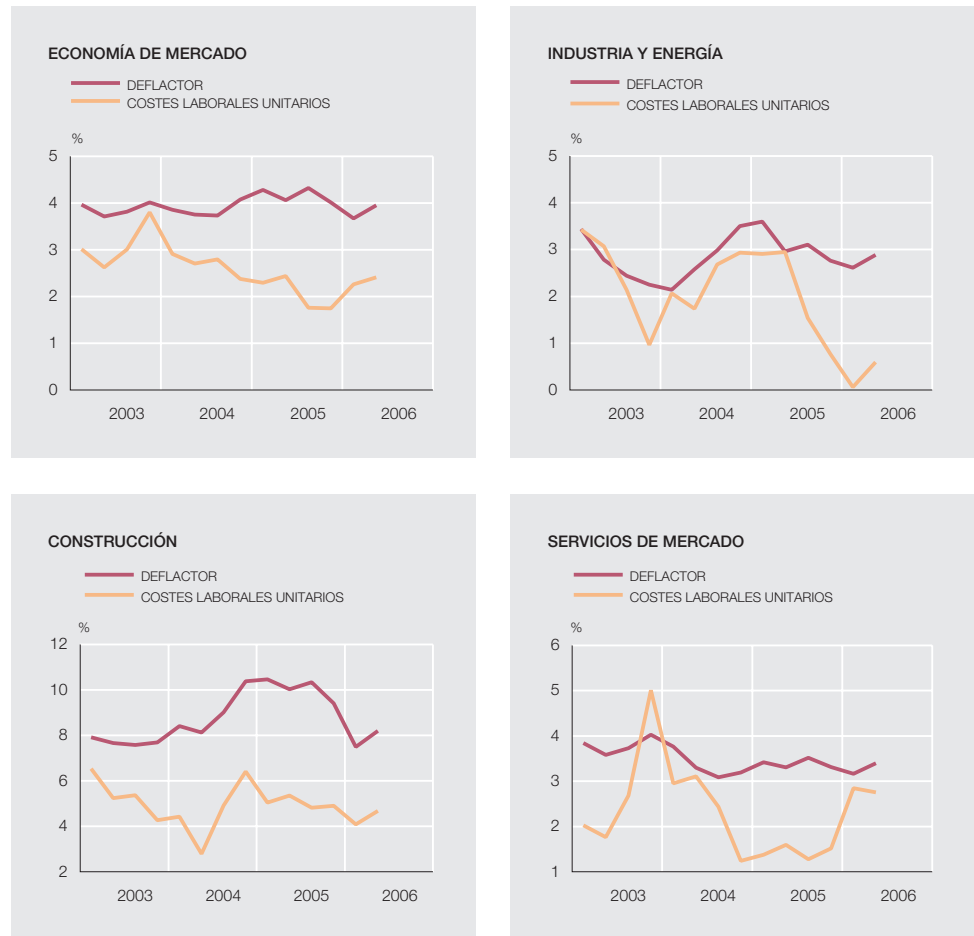 ECONOMÍA DE MERCADO
DEFLACTOR
COSTES LABORALES UNITARIOS
%
5
4
3
2
1
0
2003 2004 2005 2006
INDUSTRIA Y ENERGÍA
DEFLACTOR
COSTES LABORALES UNITARIOS
%
5
4
3
2
1
0
2003 2004 2005 2006
CONSTRUCCIÓN
DEFLACTOR
COSTES LABORALES UNITARIOS
%
12
10
8
6
4
2
2003 2004 2005 2006
SERVICIOS DE MERCADO
DEFLACTOR
COSTES LABORALES UNITARIOS
%
6
5
4
3
2
1
2003 2004 2005 2006